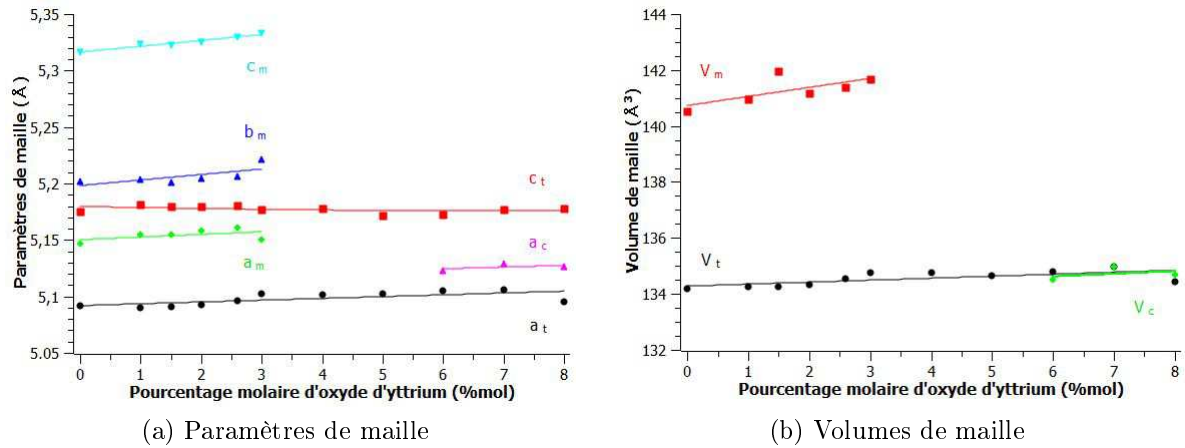 5,35
5,3
5,25
5,2
5,15
5,1
5.05
Paramètres de maille (Å)
c m
b m
c t
a c
a m
a t
0 1 2 3 4 5 6 7 8
Pourcentage molaire d'oxyde d'yttrium (%mol)
(a) Paramètres de maille
144
142
140
138
136
134
132
Volume de maille (Å³)
V m
V t
V c
0 1 2 3 4 5 6 7 8
Pourcentage molaire d'oxyde d'yttrium (%mol)
(b) Volumes de maille